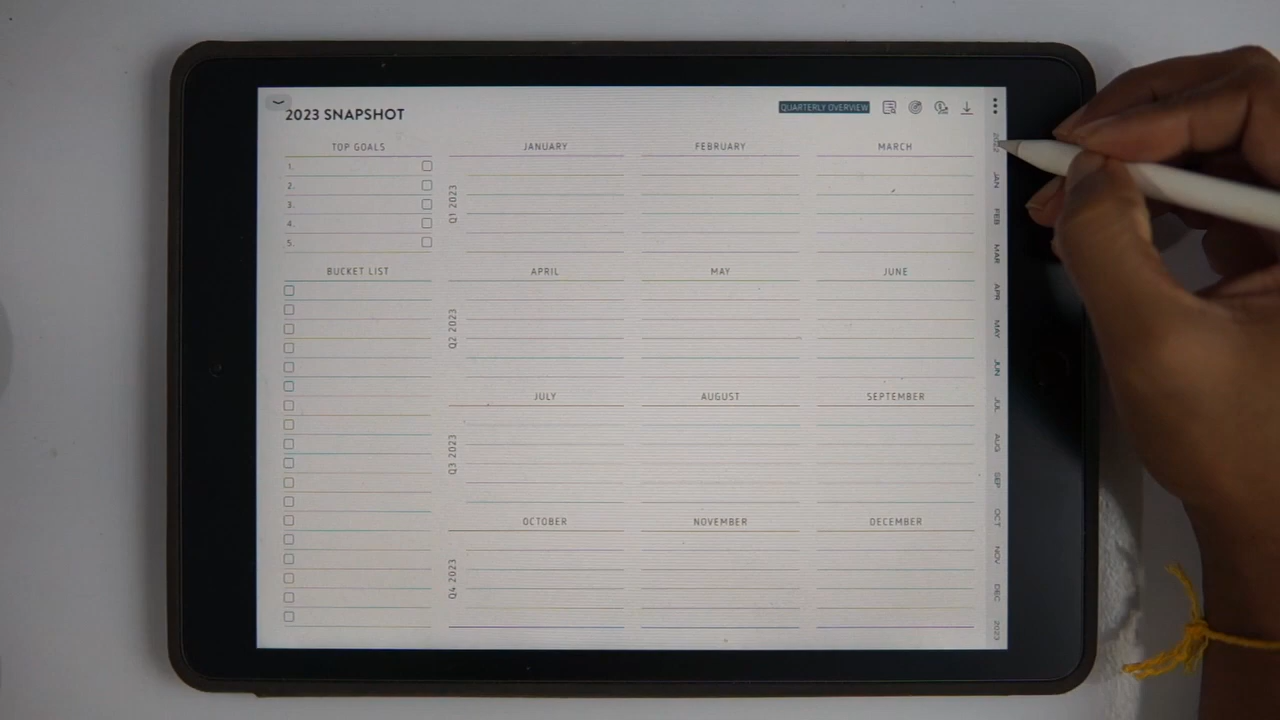 2023 SNAPSHOT
QUARTERLY OVERVIEW
TOP GOALS
1.
2.
3.
4.
5.
BUCKET LIST
Q1 2023
JANUARY
FEBRUARY
MARCH
Q2 2023
APRIL
MAY
JUNE
Q3 2023
JULY
AUGUST
SEPTEMBER
Q4 2023
OCTOBER
NOVEMBER
DECEMBER
JAN
FEB
MAR
APR
MAY
JUN
JUL
AUG
SEP
OCT
NOV
DEC
2023